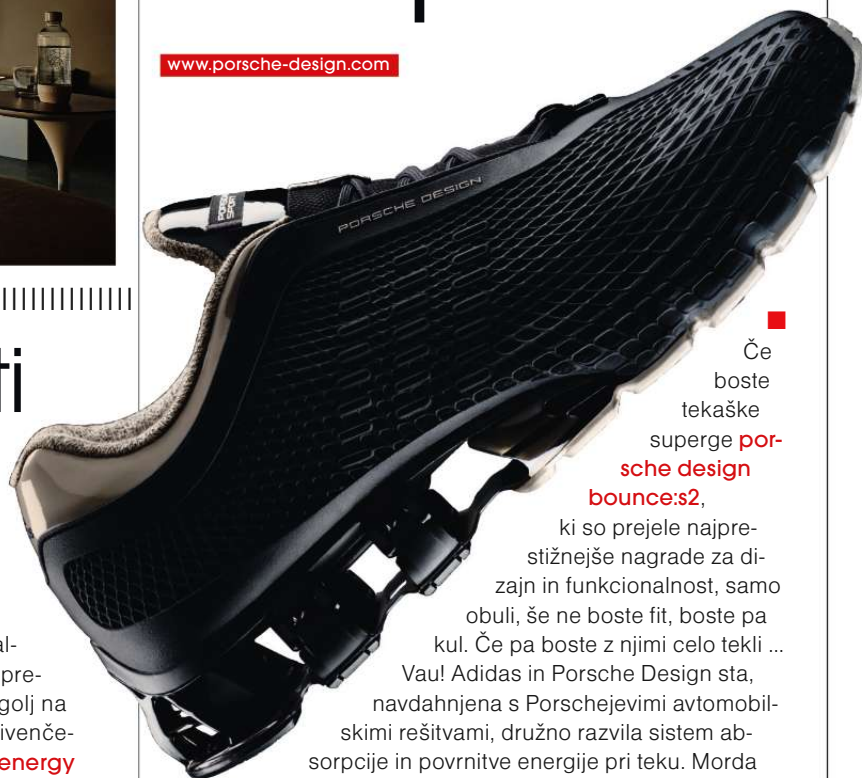 www.porsche-design.com
PORSCHE DESIGN
ti
al-
pre-
golj na
ivenče-
energy
Če
boste
tekaške
superge por-
sche design
bounce:s2,
ki so prejele najpre-
stižnejše nagrade za di-
zajn in funkcionalnost, samo
obuli, še ne boste fit, boste pa
kul. Če pa boste z njimi celo tekli ...
Vau! Adidas in Porsche Design sta,
navdahnjena s Porschejevimi avtomobil-
skimi rešitvami, družno razvila sistem ab-
sorpcije in povrnitve energije pri teku. Morda